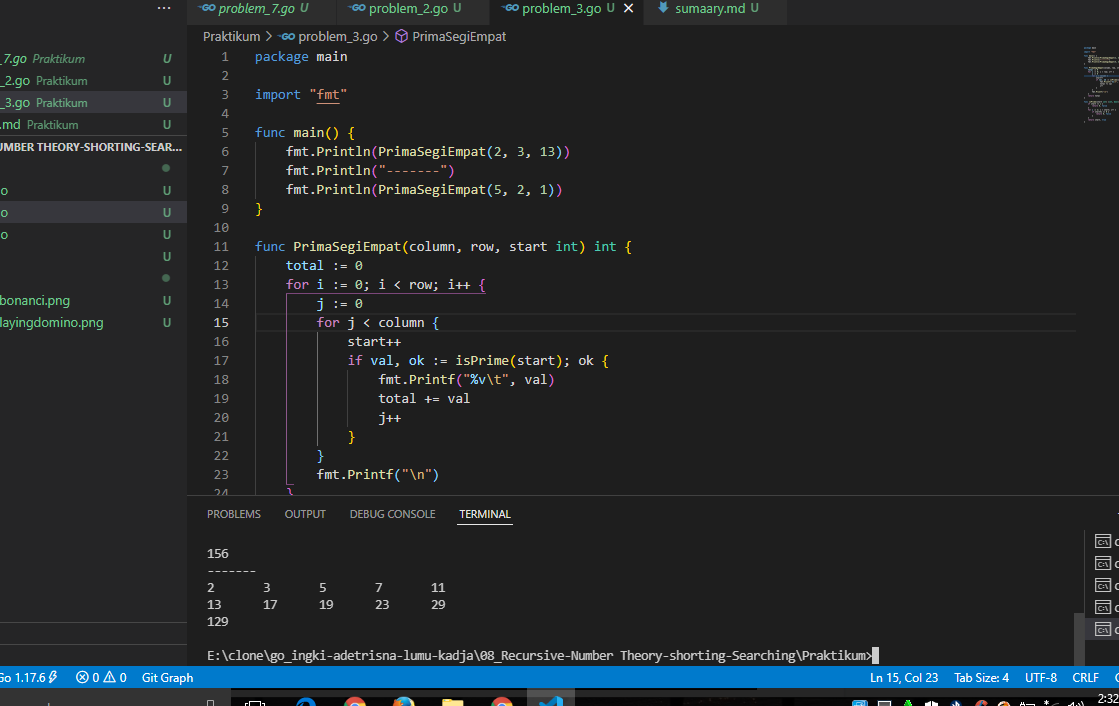 problem_7.go U
problem_2.go U
problem_3.go U
sumaary.md U
_7.go Praktikum U
_2.go Praktikum U
_3.go Praktikum U
.md Praktikum U
UMBER THEORY-SHORTING-SEAR...
o U
o U
o U
U
bonanci.png U
layingdomino.png U
Praktikum > problem_3.go > PrimaSegiEmpat
1 package main
2
3 import "fmt"
4
5 func main() {
6 fmt.Println(PrimaSegiEmpat(2, 3, 13))
7 fmt.Println("-------")
8 fmt.Println(PrimaSegiEmpat(5, 2, 1))
9 }
10
11 func PrimaSegiEmpat(column, row, start int) int {
12 total := 0
13 for i := 0; i < row; i++ {
14 j := 0
15 for j < column {
16 start++
17 if val, ok := isPrime(start); ok {
18 fmt.Printf("%v\t", val)
19 total += val
20 j++
21 }
22 }
23 fmt.Printf("\n")
24 }
PROBLEMS OUTPUT DEBUG CONSOLE TERMINAL
156
-------
2 3 5 7 11
13 17 19 23 29
129
E:\clone\go_ingki-adetrisna-lumu-kadja\08_Recursive-Number Theory-shorting-Searching\Praktikum>
Go 1.17.6 0 0 Git Graph Ln 15, Col 23 Tab Size: 4 UTF-8 CRLF
2:32